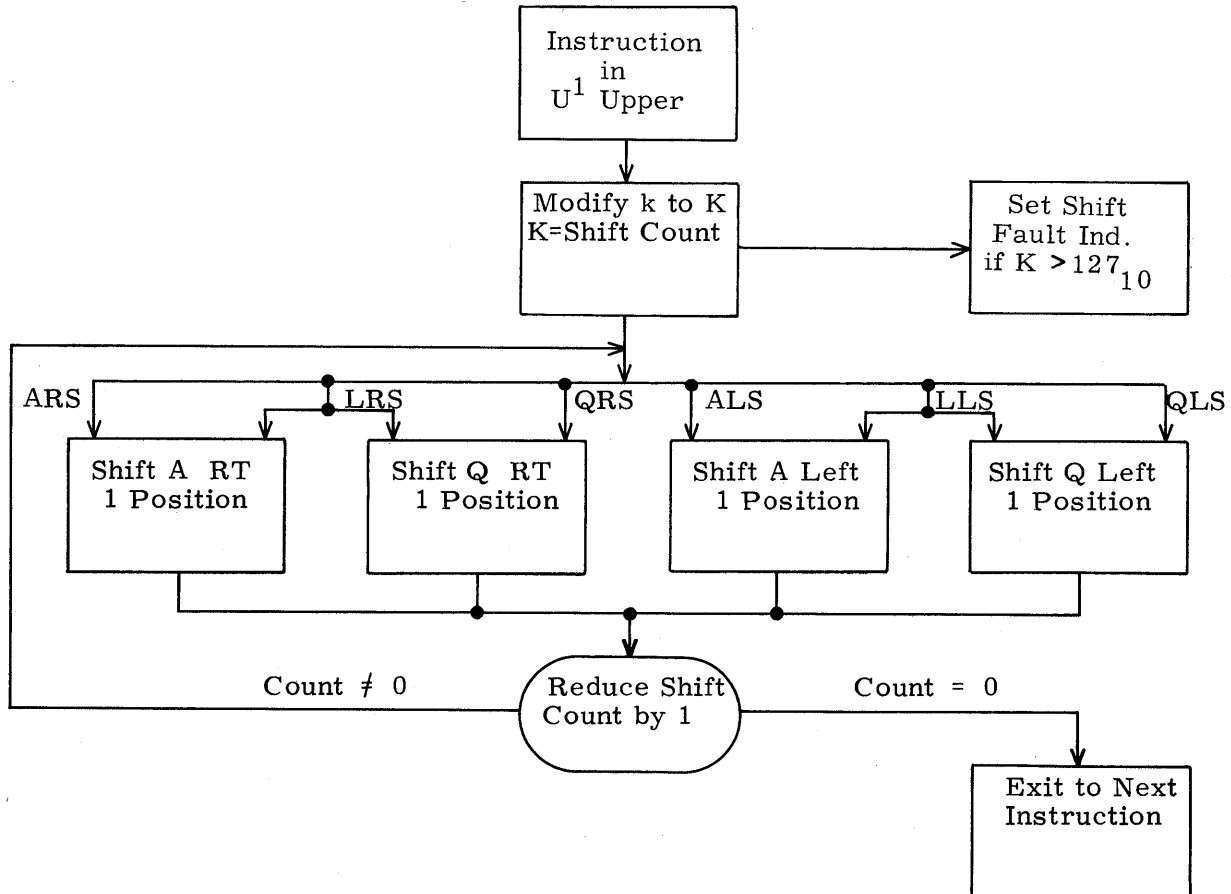 Instruction
in
U¹ Upper
Modify k to K
K=Shift Count
Set Shift
Fault Ind.
if K >127₁₀
ARS
LRS
QRS
ALS
LLS
QLS
Shift A RT
1 Position
Shift Q RT
1 Position
Shift A Left
1 Position
Shift Q Left
1 Position
Count ≠ 0
Reduce Shift
Count by 1
Count = 0
Exit to Next
Instruction